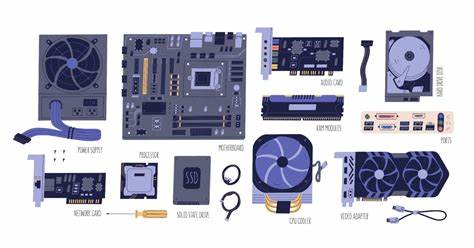 AUDIO CARD
HARD DRIVE DISK
POWER SUPPLY
MOTHERBOARD
RAM MODULES
PORTS
PROCESSOR
SSD
NETWORK CARD
SOLID STATE DRIVE
CPU COOLER
VIDEO ADAPTER